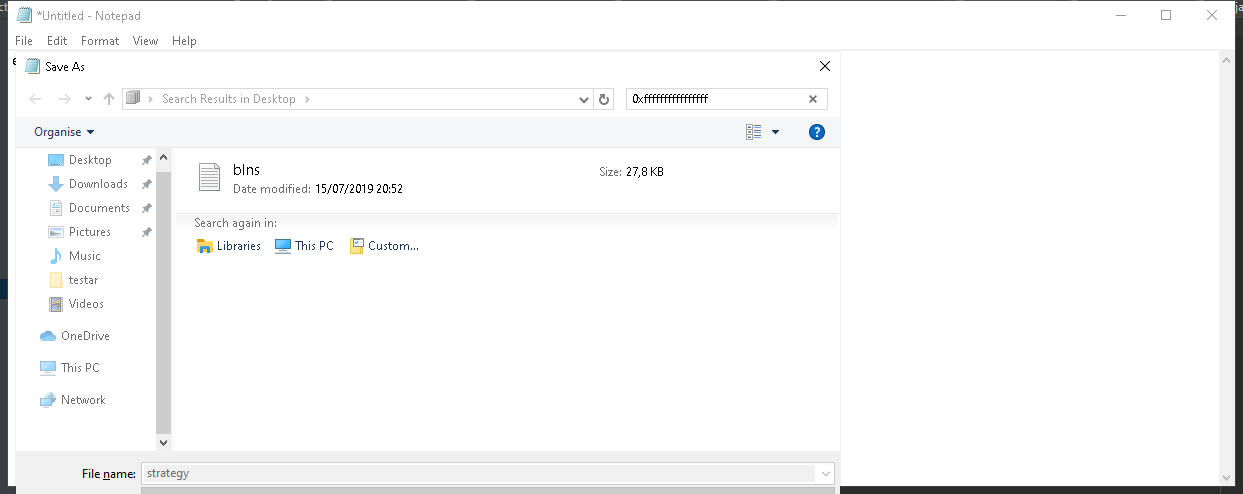 *Untitled - Notepad
File Edit Format View Help
Save As
Search Results in Desktop
0xffffffffffffffff
Organise
Desktop
Downloads
Documents
Pictures
Music
testar
Videos
OneDrive
This PC
Network
blns
Date modified: 15/07/2019 20:52
Size: 27,8 KB
Search again in:
Libraries This PC Custom...
File name: strategy